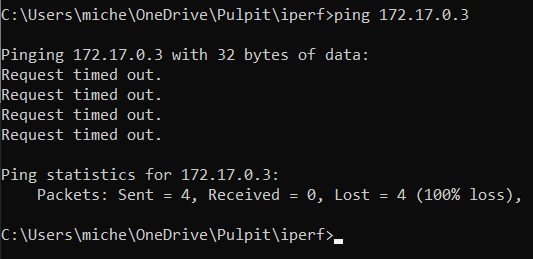 C:\Users\miche\OneDrive\Pulpit\iperf>ping 172.17.0.3
Pinging 172.17.0.3 with 32 bytes of data:
Request timed out.
Request timed out.
Request timed out.
Request timed out.
Ping statistics for 172.17.0.3:
    Packets: Sent = 4, Received = 0, Lost = 4 (100% loss),
C:\Users\miche\OneDrive\Pulpit\iperf>